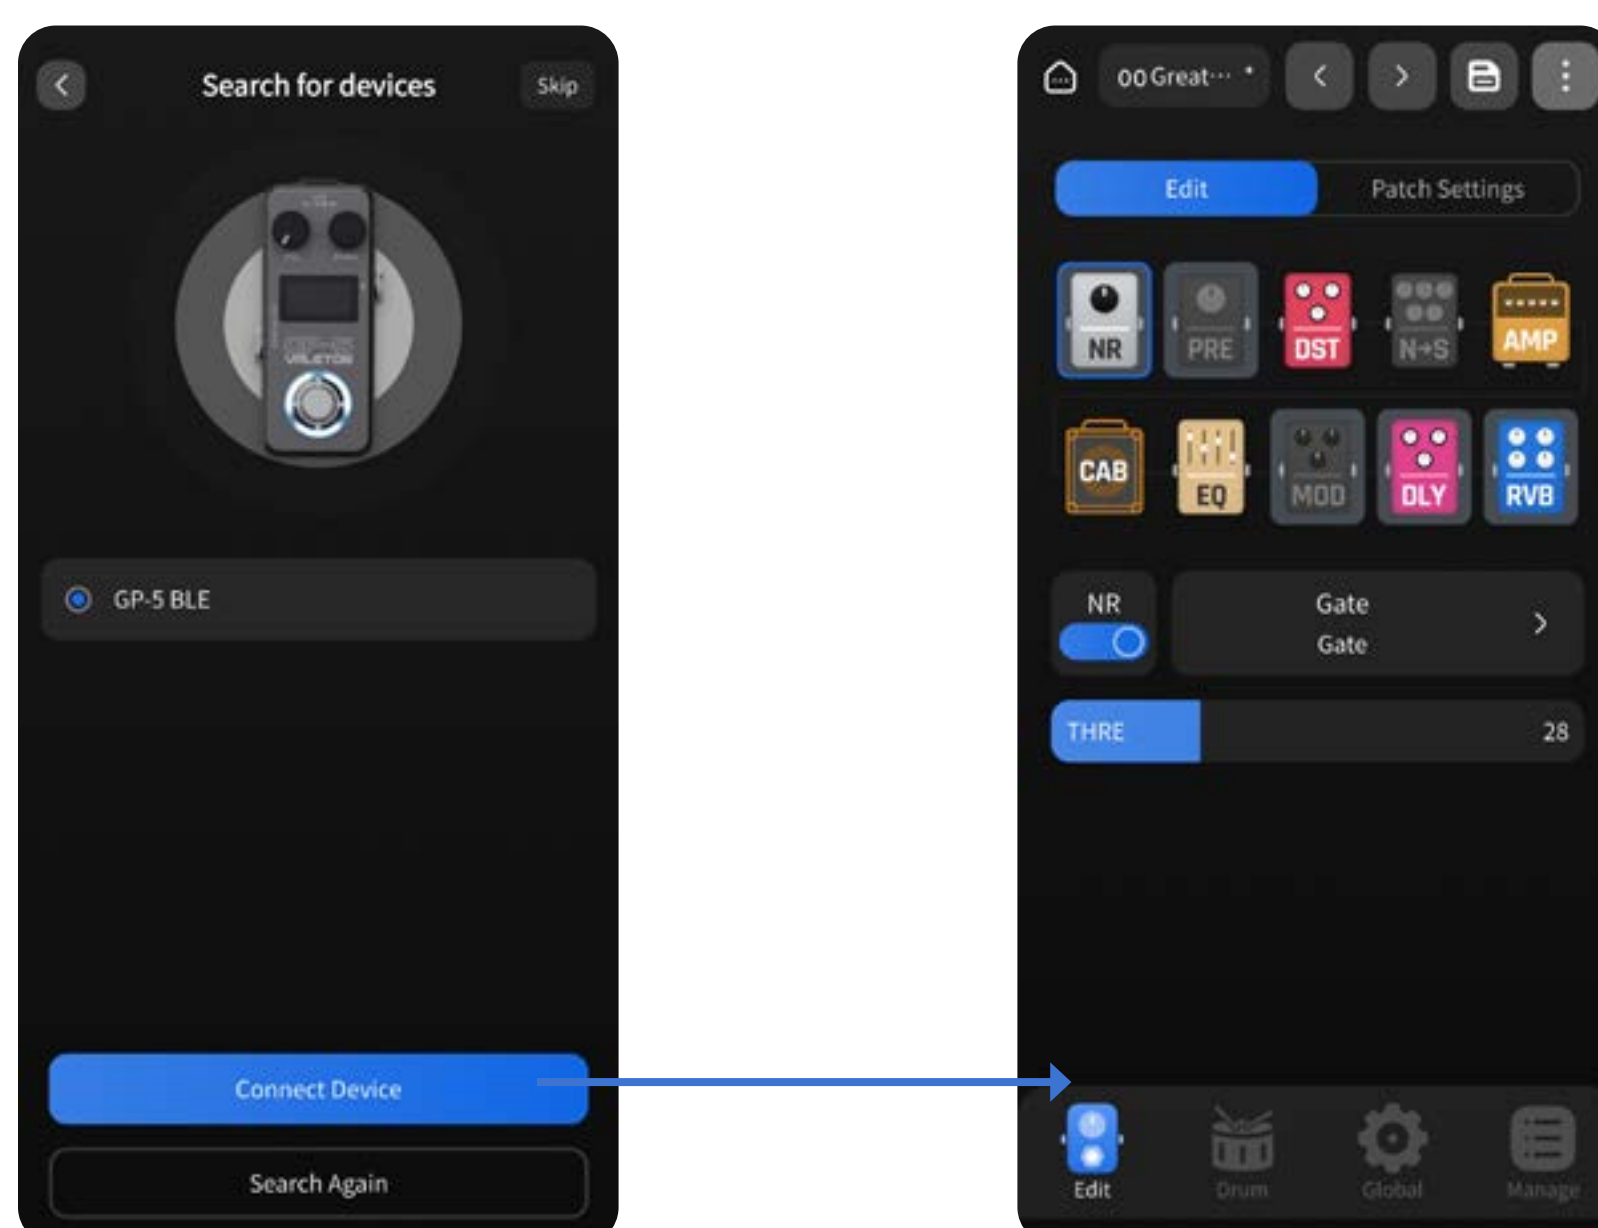 Search for devices
Skip
VALETON
GP-5 BLE
Connect Device
Search Again
00 Great… *
Edit
Patch Settings
NR
PRE
DST
N→S
AMP
CAB
EQ
MOD
DLY
RVB
NR
Gate
Gate
THRE
28
Edit
Drum
Global
Manage